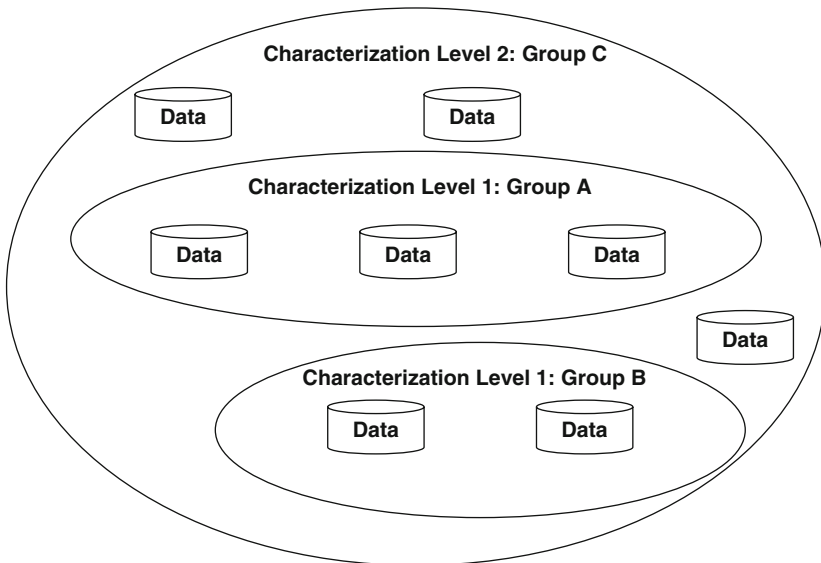 Characterization Level 2: Group C
Data
Data
Characterization Level 1: Group A
Data
Data
Data
Data
Characterization Level 1: Group B
Data
Data